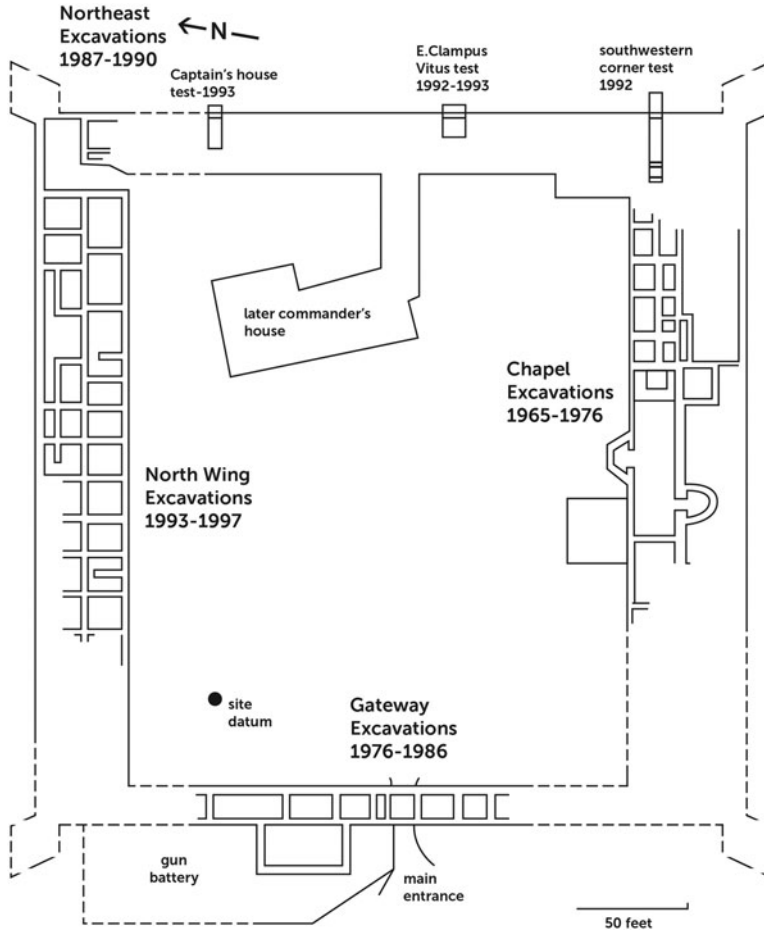 Northeast
Excavations
1987-1990
N
Captain's house
test-1993
E.Clampus
Vitus test
1992-1993
southwestern
corner test
1992
later commander's
house
Chapel
Excavations
1965-1976
North Wing
Excavations
1993-1997
site
datum
Gateway
Excavations
1976-1986
gun
battery
main
entrance
50 feet